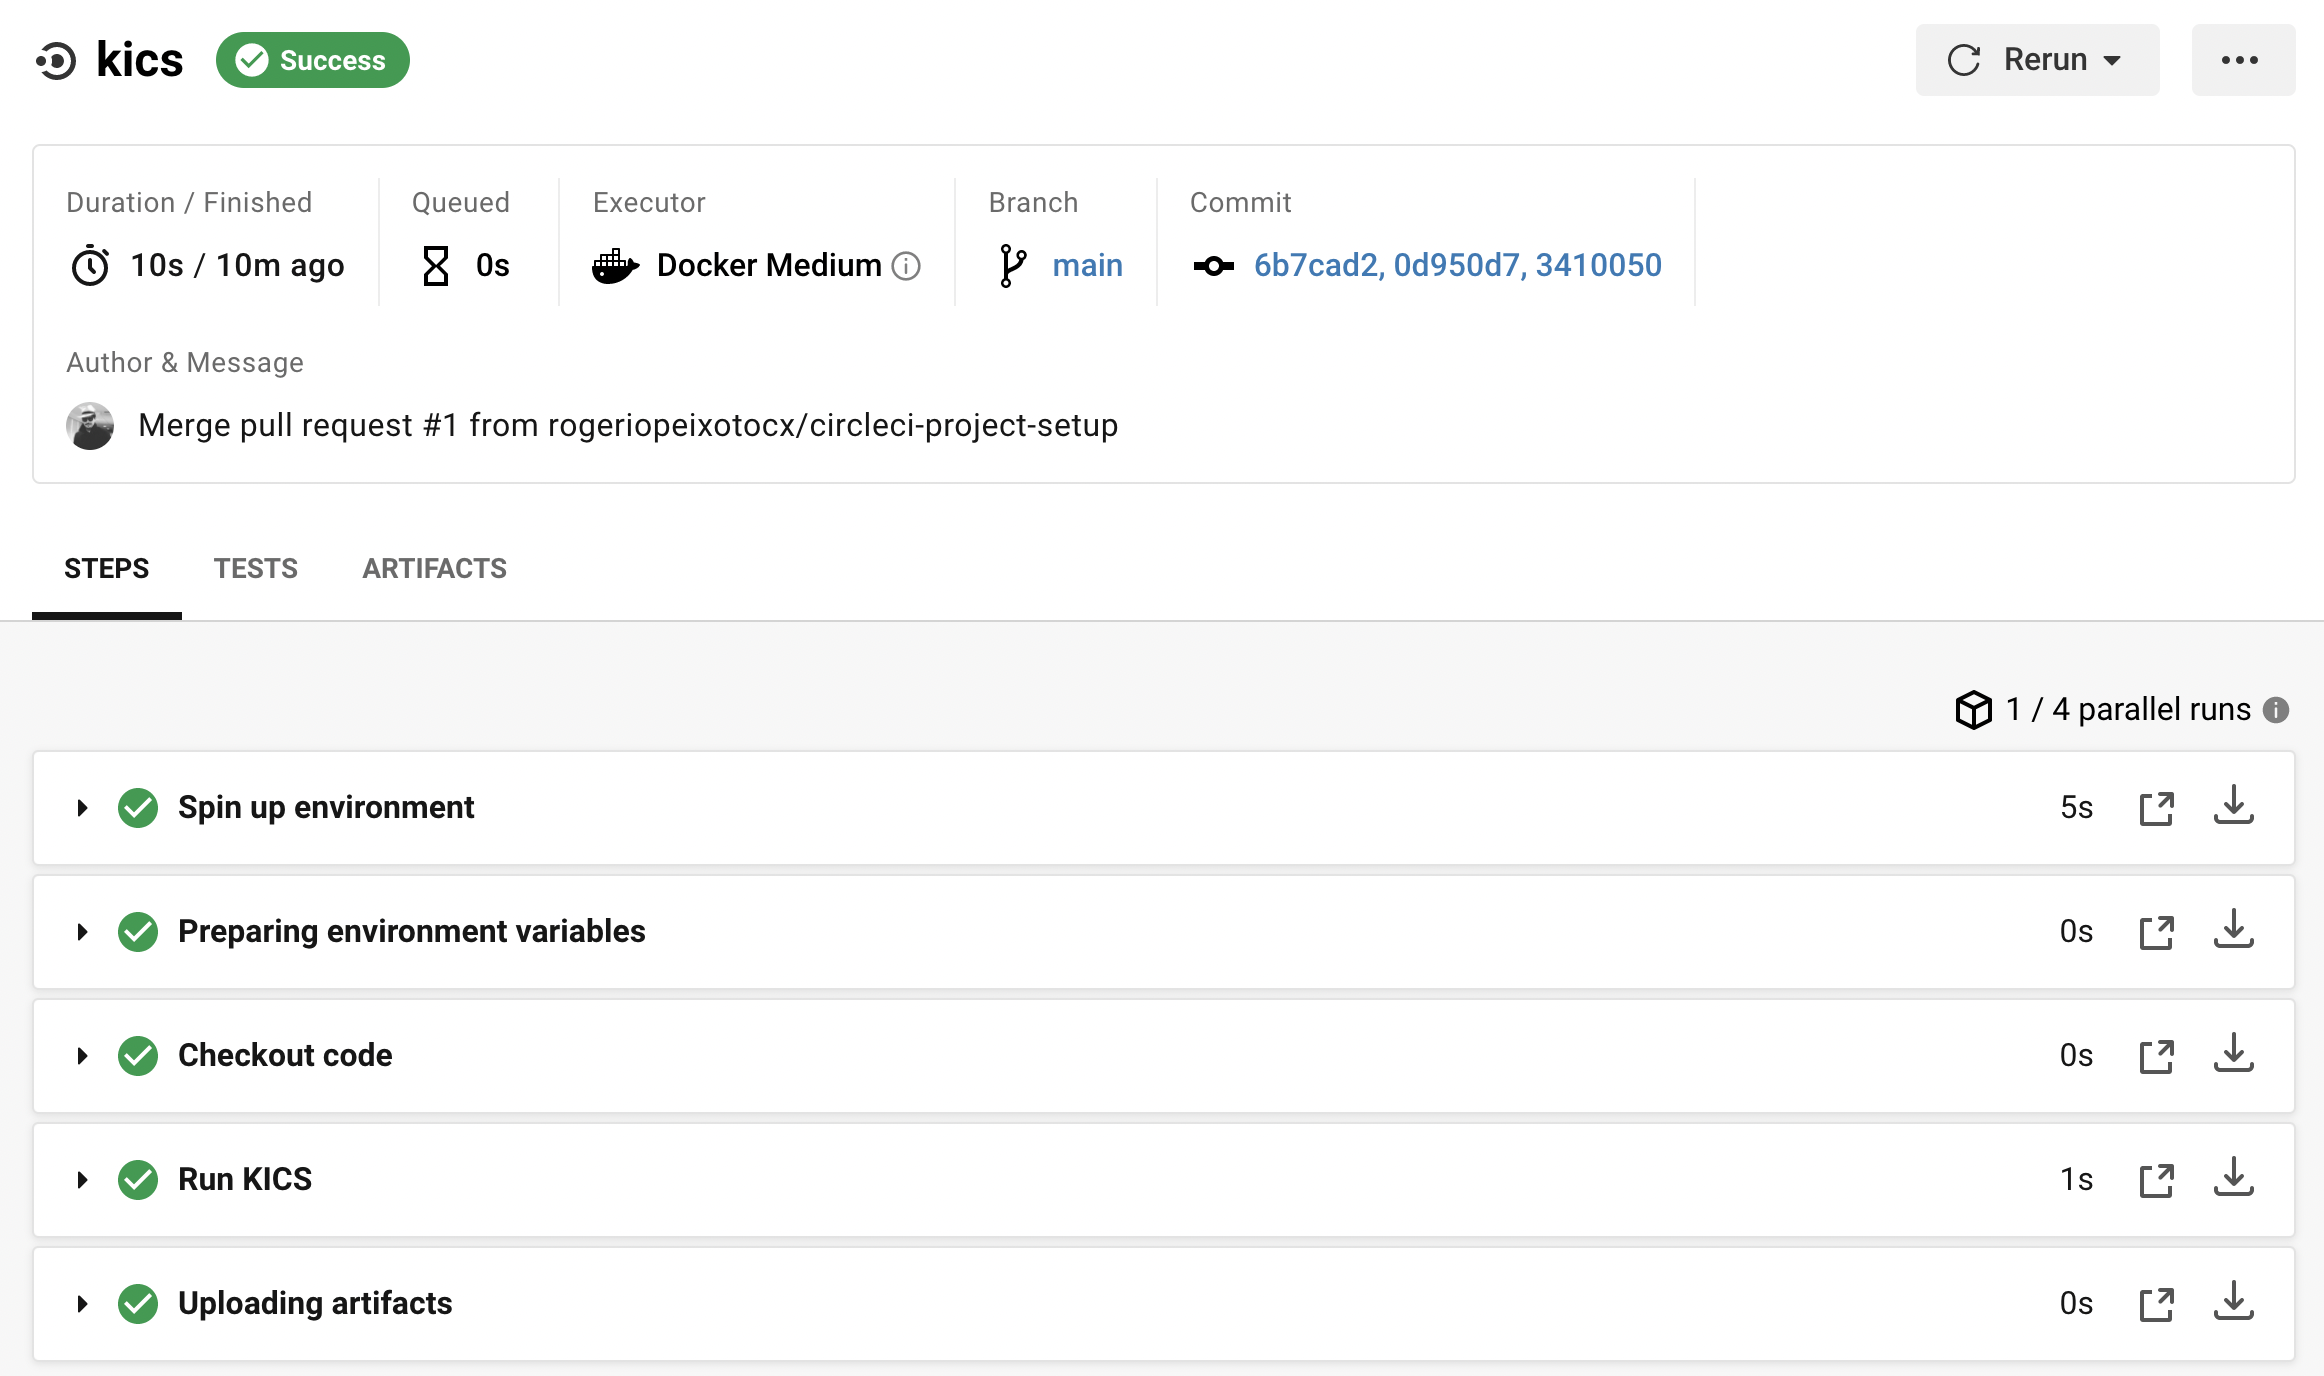 kics Success Rerun
Duration / Finished Queued Executor Branch Commit
10s / 10m ago 0s Docker Medium main 6b7cad2, 0d950d7, 3410050
Author & Message
Merge pull request #1 from rogeriopeixotocx/circleci-project-setup
STEPS TESTS ARTIFACTS
1 / 4 parallel runs
Spin up environment 5s
Preparing environment variables 0s
Checkout code 0s
Run KICS 1s
Uploading artifacts 0s